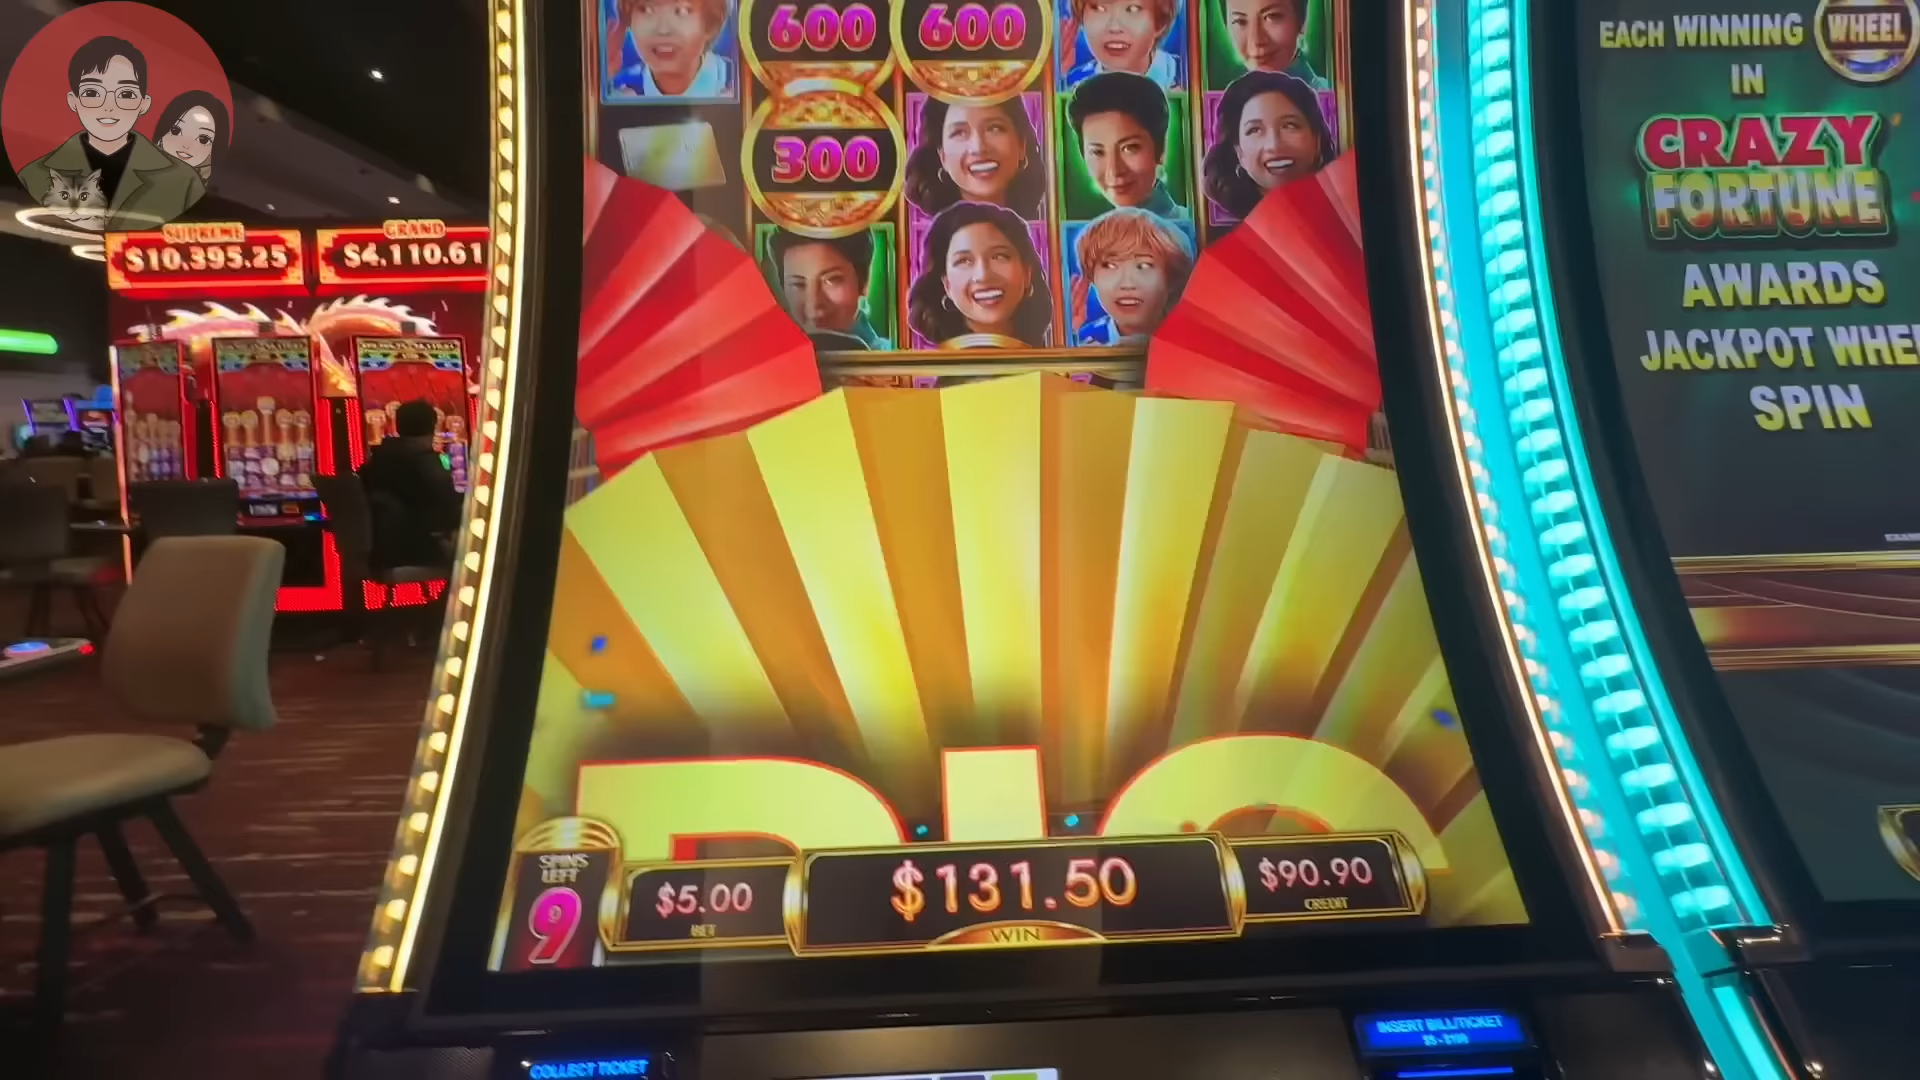 600
600
300
SUPREME
$10,395.25
GRAND
$4,110.61
EACH WINNING WHEEL
IN
CRAZY
FORTUNE
AWARDS
JACKPOT WHE
SPIN
SPINS
LEFT
9
$5.00
BET
$131.50
WIN
$90.90
CREDIT
COLLECT TICKET
INSERT BILL/TICKET